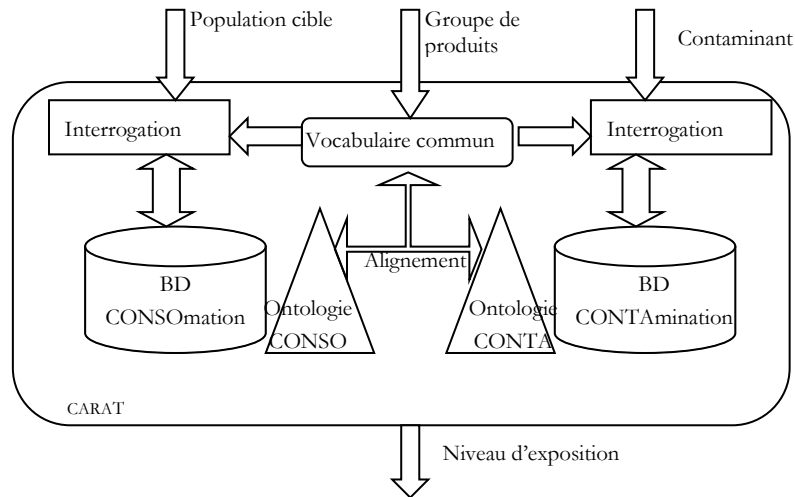 Population cible
Groupe de
produits
Contaminant
Interrogation
Vocabulaire commun
Interrogation
Alignement
BD
CONSOmation
Ontologie
CONSO
Ontologie
CONTA
BD
CONTAmination
CARAT
Niveau d'exposition